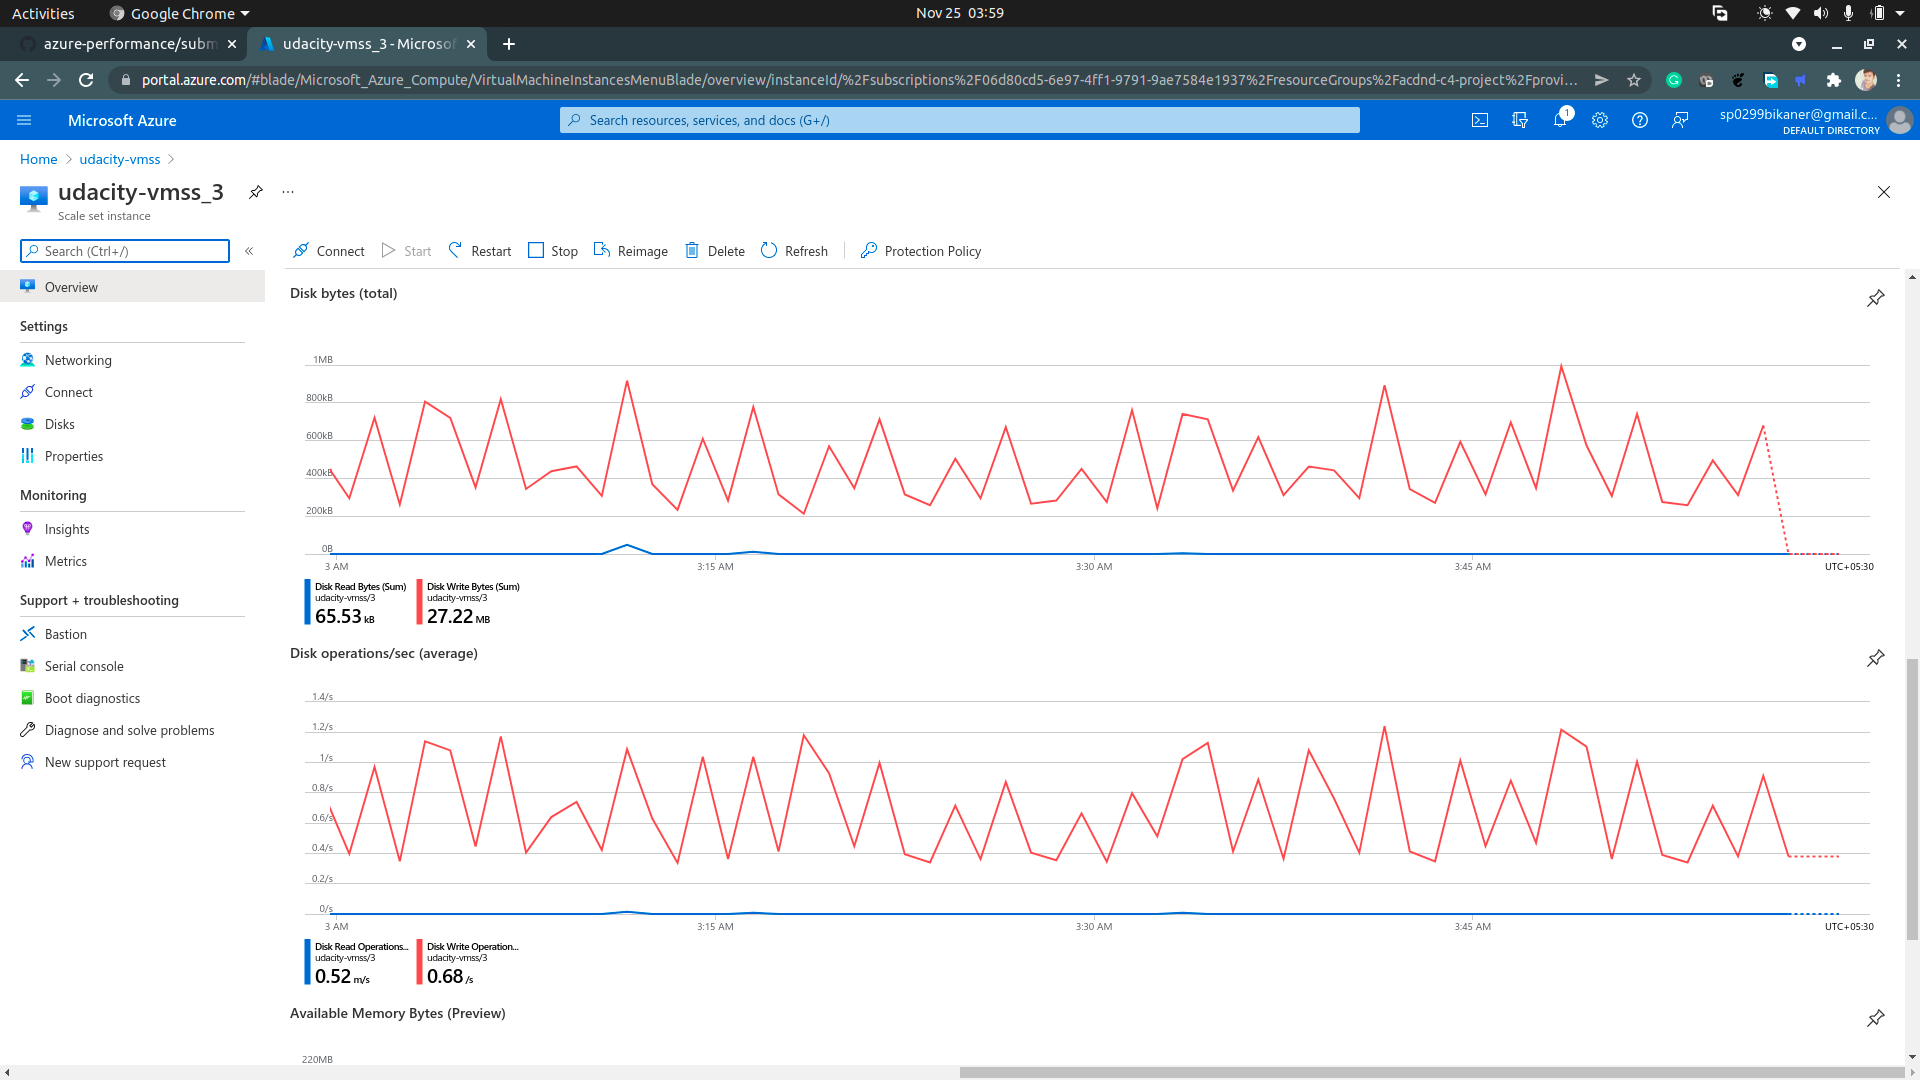 Activities
Google Chrome
Nov 25 03:59
azure-performance/subm
udacity-vmss_3 - Microsof
portal.azure.com/#blade/Microsoft_Azure_Compute/VirtualMachineInstancesMenuBlade/overview/instanceId/%2Fsubscriptions%2F06d80cd5-6e97-4ff1-9791-9ae7584e1937%2FresourceGroups%2Facdnd-c4-project%2Fprovi...
Microsoft Azure
Search resources, services, and docs (G+/)
1
sp0299bikaner@gmail.c...
DEFAULT DIRECTORY
Home
udacity-vmss
udacity-vmss_3
Scale set instance
Search (Ctrl+/)
Connect
Start
Restart
Stop
Reimage
Delete
Refresh
Protection Policy
Overview
Settings
Networking
Connect
Disks
Properties
Monitoring
Insights
Metrics
Support + troubleshooting
Bastion
Serial console
Boot diagnostics
Diagnose and solve problems
New support request
Disk bytes (total)
1MB
800kB
600kB
400kB
200kB
0B
3 AM
3:15 AM
3:30 AM
3:45 AM
UTC+05:30
Disk Read Bytes (Sum)
udacity-vmss/3
65.53 kB
Disk Write Bytes (Sum)
udacity-vmss/3
27.22 MB
Disk operations/sec (average)
1.4/s
1.2/s
1/s
0.8/s
0.6/s
0.4/s
0.2/s
0/s
3 AM
3:15 AM
3:30 AM
3:45 AM
UTC+05:30
Disk Read Operations...
udacity-vmss/3
0.52 m/s
Disk Write Operation...
udacity-vmss/3
0.68 /s
Available Memory Bytes (Preview)
220MB